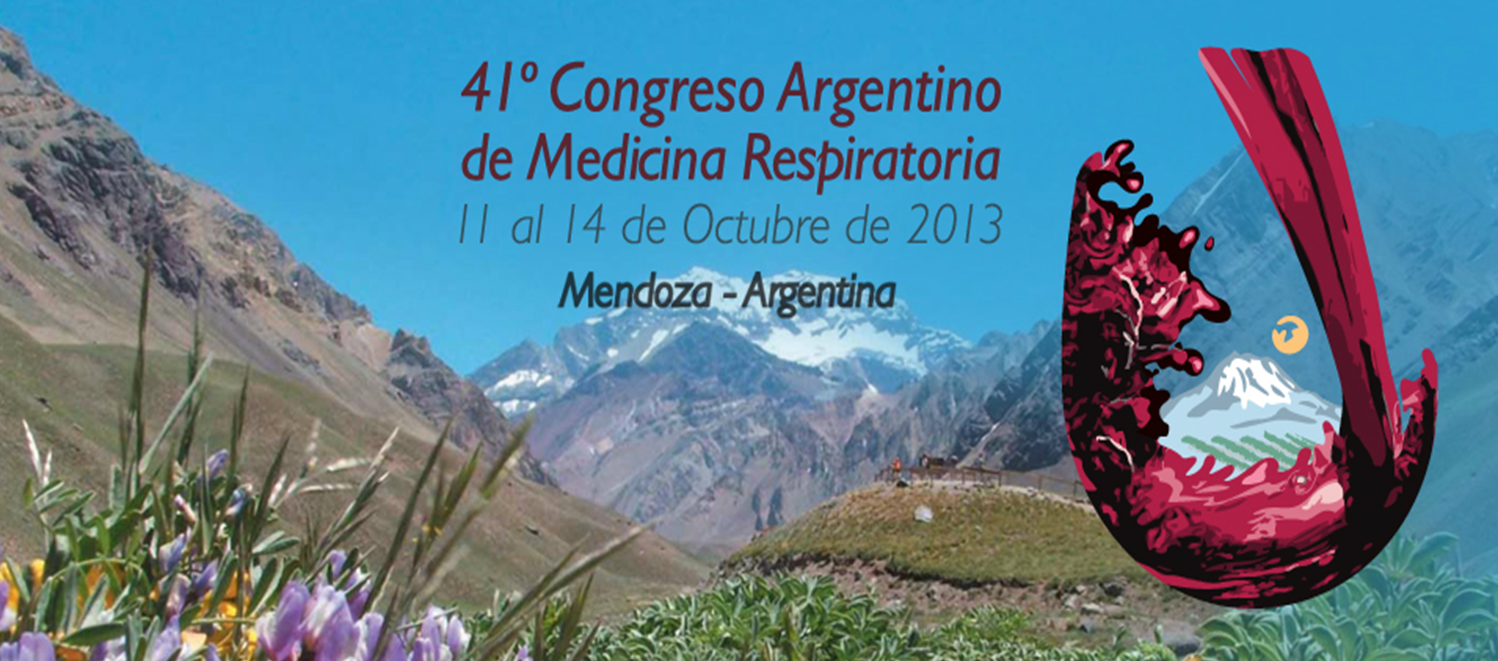 41º Congreso Argentino
de Medicina Respiratoria
11 al 14 de Octubre de 2013
Mendoza - Argentina